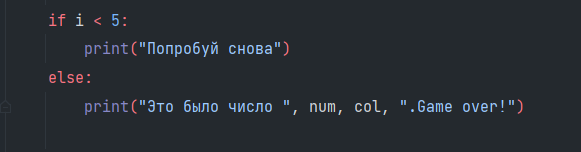 if i < 5:
print("Попробуй снова")
else:
print("Это было число ", num, col, ".Game over!")